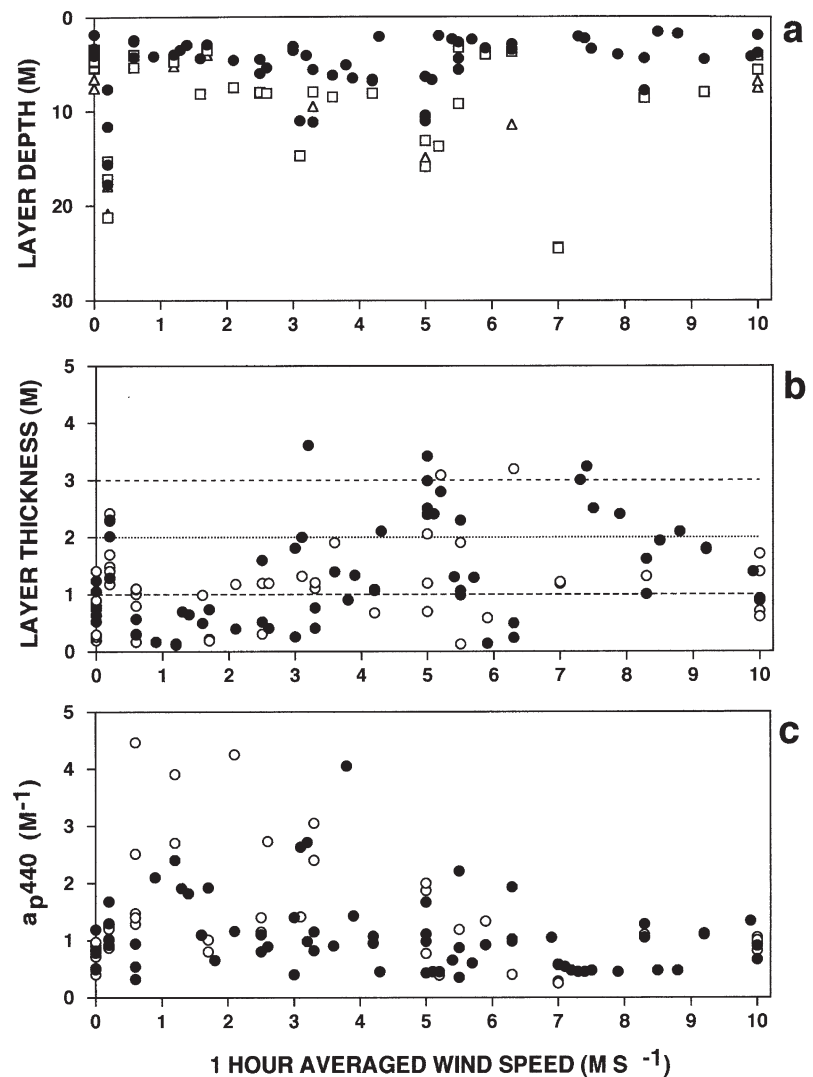 a
LAYER DEPTH (M)
0
10
20
30
0 1 2 3 4 5 6 7 8 9 10
b
LAYER THICKNESS (M)
5
4
3
2
1
0
0 1 2 3 4 5 6 7 8 9 10
c
ap440 (M-1)
5
4
3
2
1
0
0 1 2 3 4 5 6 7 8 9 10
1 HOUR AVERAGED WIND SPEED (M S -1)